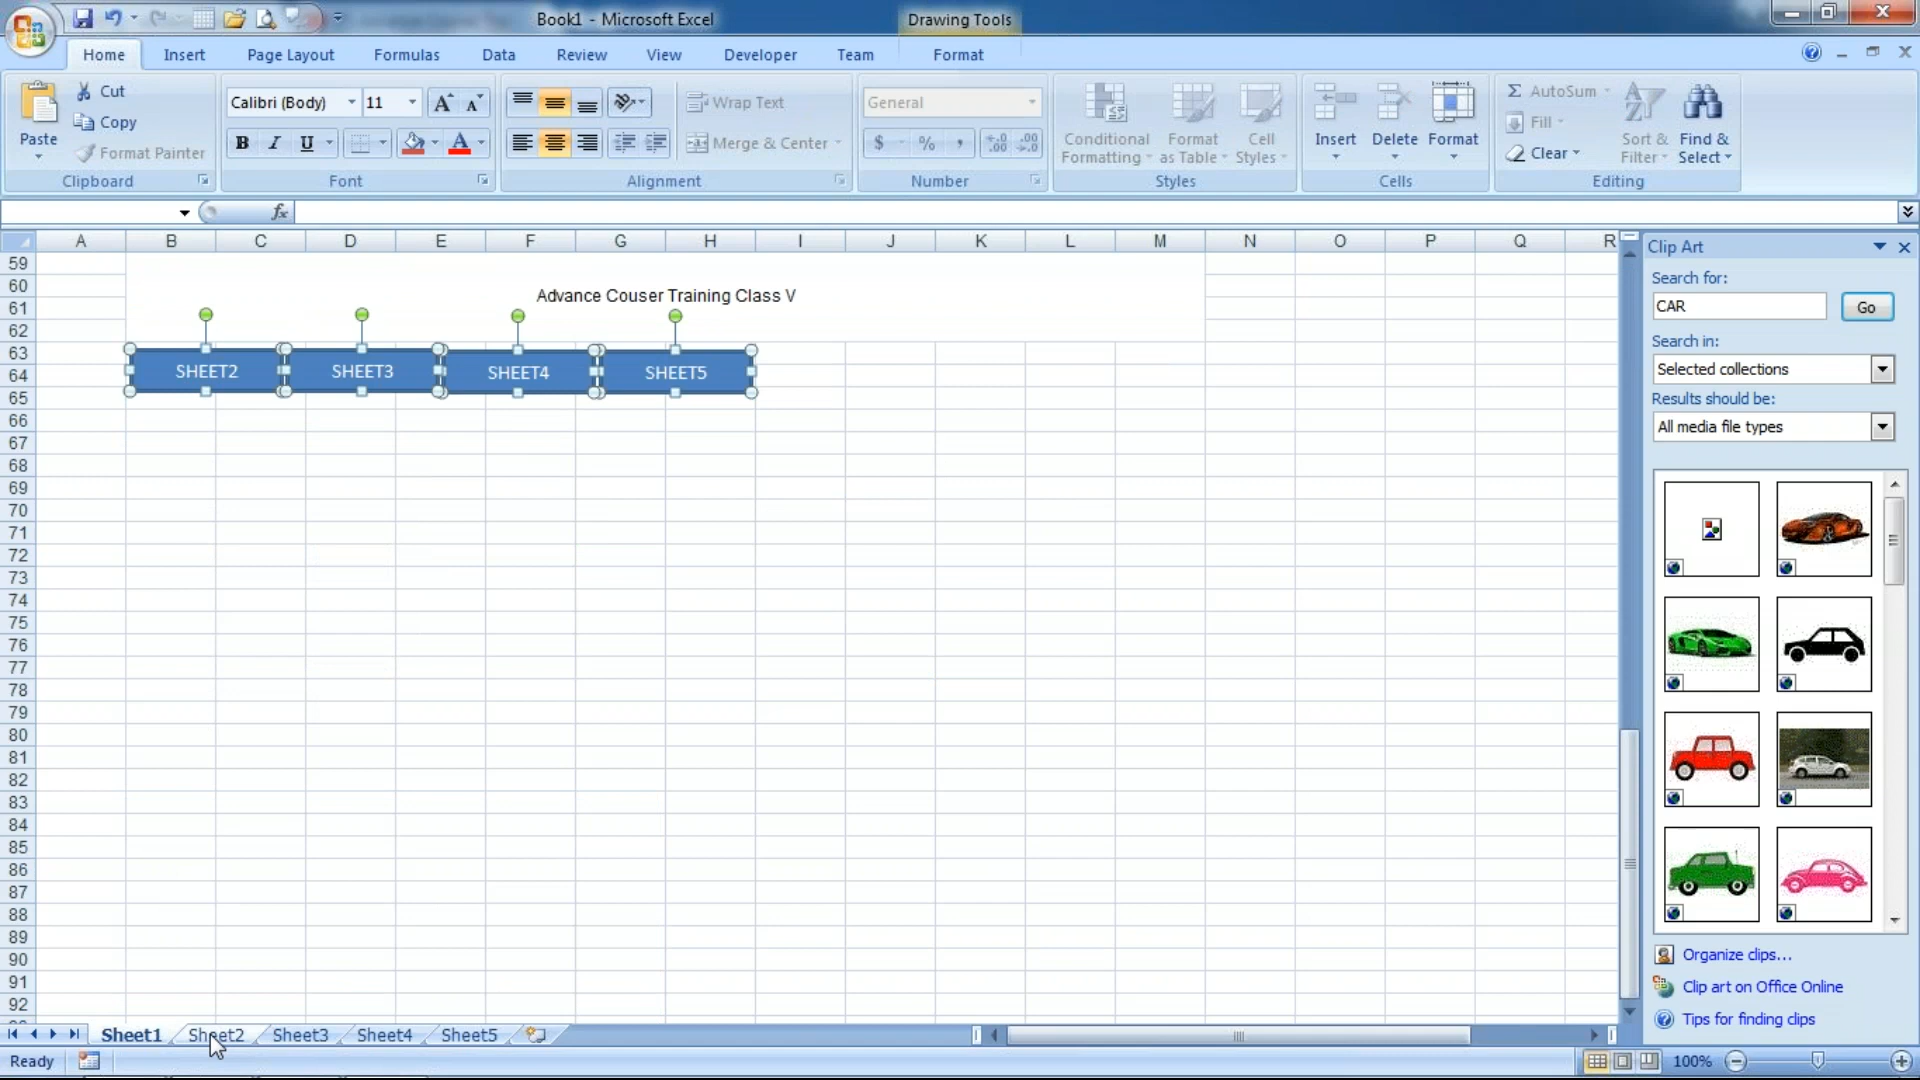 Book1 - Microsoft Excel
Drawing Tools
Home Insert Page Layout Formulas Data Review View Developer Team Format
Paste
Cut
Copy
Format Painter
Clipboard
Calibri (Body) 11
B I U
Font
Wrap Text
Merge & Center
Alignment
General
$ % ,
Number
Conditional Formatting
Format as Table
Cell Styles
Styles
Insert Delete Format
Cells
AutoSum
Fill
Clear
Sort & Filter
Find & Select
Editing
fx
A B C D E F G H I J K L M N O P Q R
59
60
61
62
63
64
65
66
67
68
69
70
71
72
73
74
75
76
77
78
79
80
81
82
83
84
85
86
87
88
89
90
91
92
Advance Couser Training Class V
SHEET2 SHEET3 SHEET4 SHEET5
Clip Art
Search for:
CAR Go
Search in:
Selected collections
Results should be:
All media file types
Organize clips...
Clip art on Office Online
Tips for finding clips
Sheet1 Sheet2 Sheet3 Sheet4 Sheet5
Ready 100%